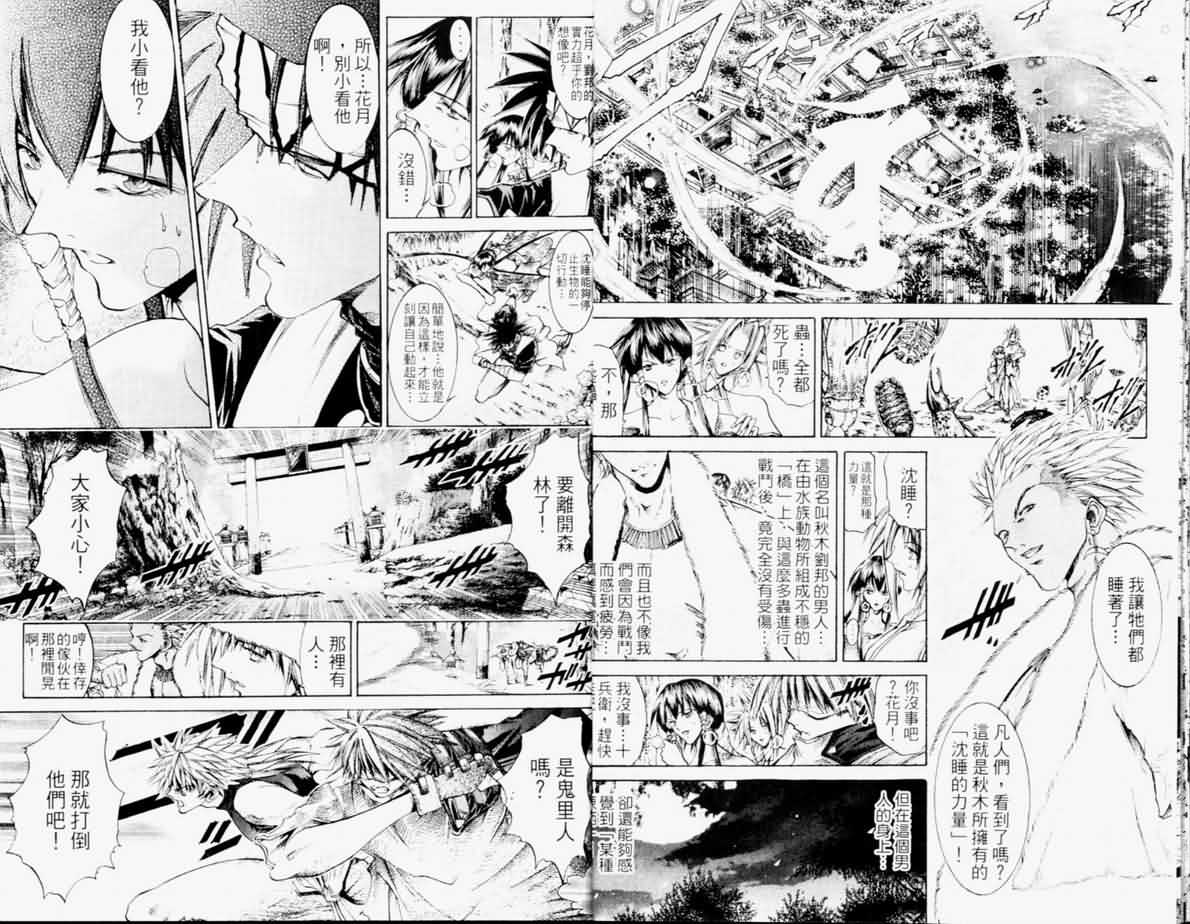 蟲…全都
死了嗎？
不，那
我讓牠們都
睡著了…
沈睡？
這就是那種
力量？
這個名叫秋木劉邦的男人…
在由水族動物所組成不穩的
「橋」上，與這麼多蟲進行
戰鬥後，竟完全沒有受傷…
而且也不像我
們會因為戰鬥
而感到疲勞…
凡人們，看到了嗎？
這就是秋木所擁有的
「沈睡的力量」！
你沒事吧
？花月！
我沒事…十
兵衛，趕快
但在這個男
人的身上…
卻還能夠感
覺到「某種
花月，劉邦的
實力超乎你的
想像吧？
…
沒錯…
沈睡能夠停
止生物的一
切行動…
簡單地說…他就是
因為這樣，才能立
刻讓自己動起來…
所以…花月
，別小看他
啊！
我小看他？
要離開森
林了！
大家小心！
那裡有
人…
哼！倖存
的傢伙在
那裡閒晃
啊！
是鬼里人
嗎？
那就打倒
他們吧！